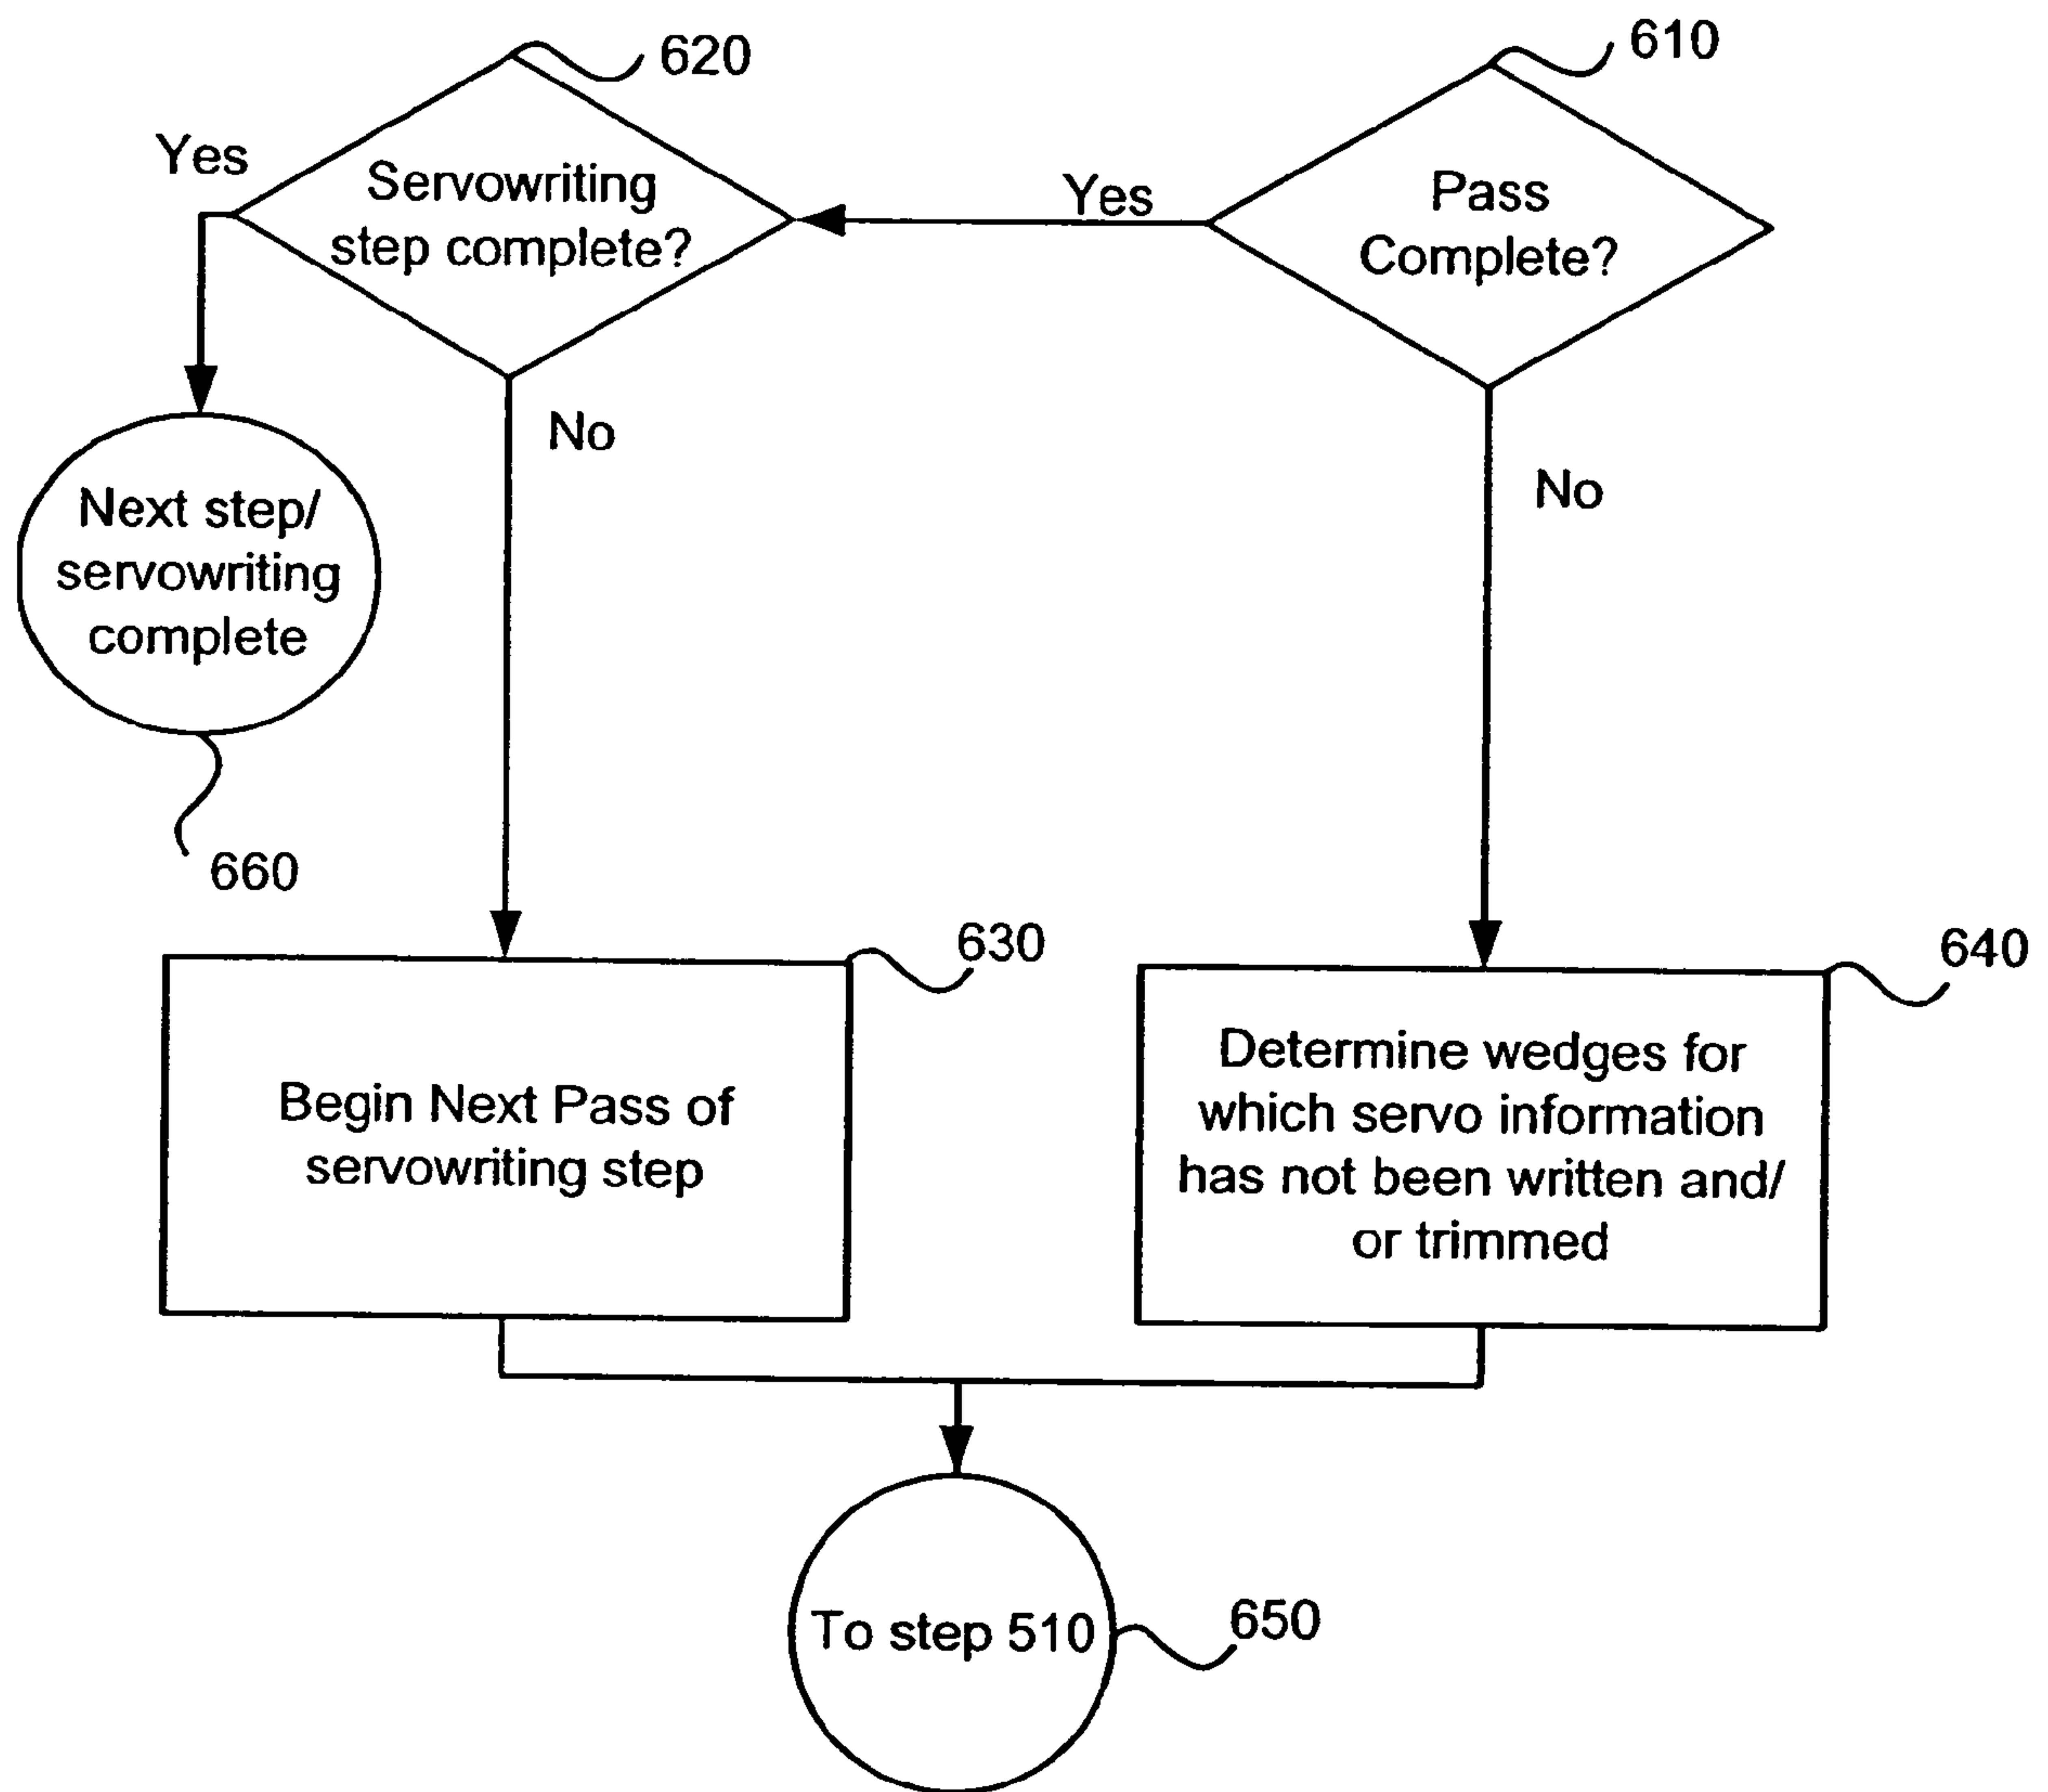 620
610
Yes
Servowriting
step complete?
Yes
Pass
Complete?
No
No
Next step/
servowriting
complete
660
630
640
Begin Next Pass of
servowriting step
Determine wedges for
which servo information
has not been written and/
or trimmed
To step 510
650